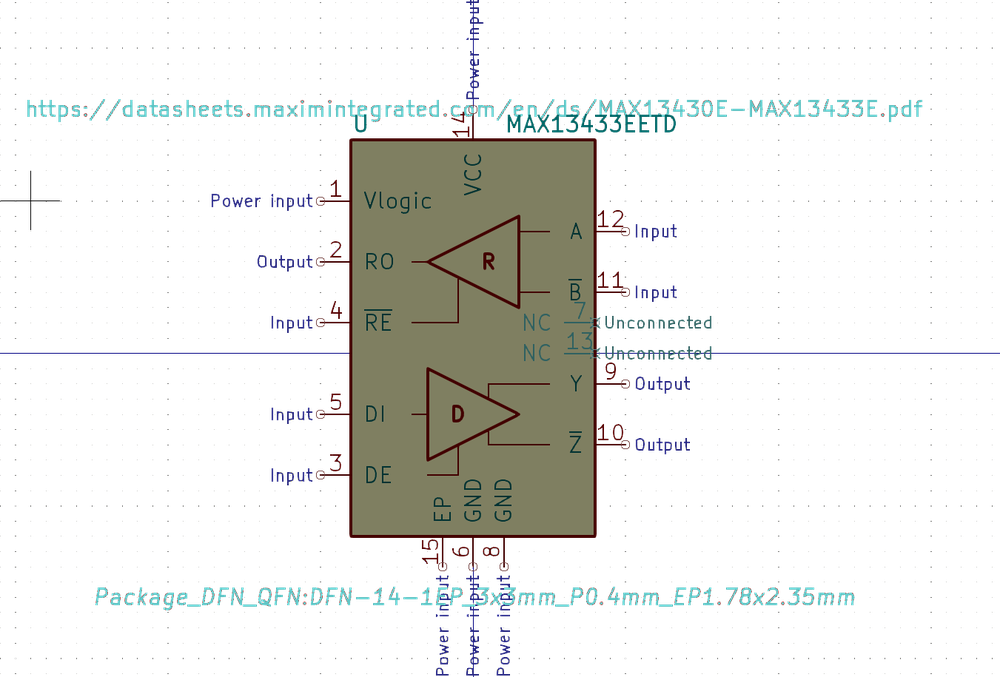 Power input
https://datasheets.maximintegrated.com/en/ds/MAX13430E-MAX13433E.pdf
U
MAX13433EETD
14
VCC
Power input 1 Vlogic
A 12 Input
Output 2 RO
R
B 11 Input
Input 4 RE
NC 7 Unconnected
NC 13 Unconnected
Y 9 Output
Input 5 DI
D
Z 10 Output
Input 3 DE
EP GND GND
15 6 8
Package_DFN_QFN:DFN-14-1EP_3x3mm_P0.4mm_EP1.78x2.35mm
Power input Power input Power input